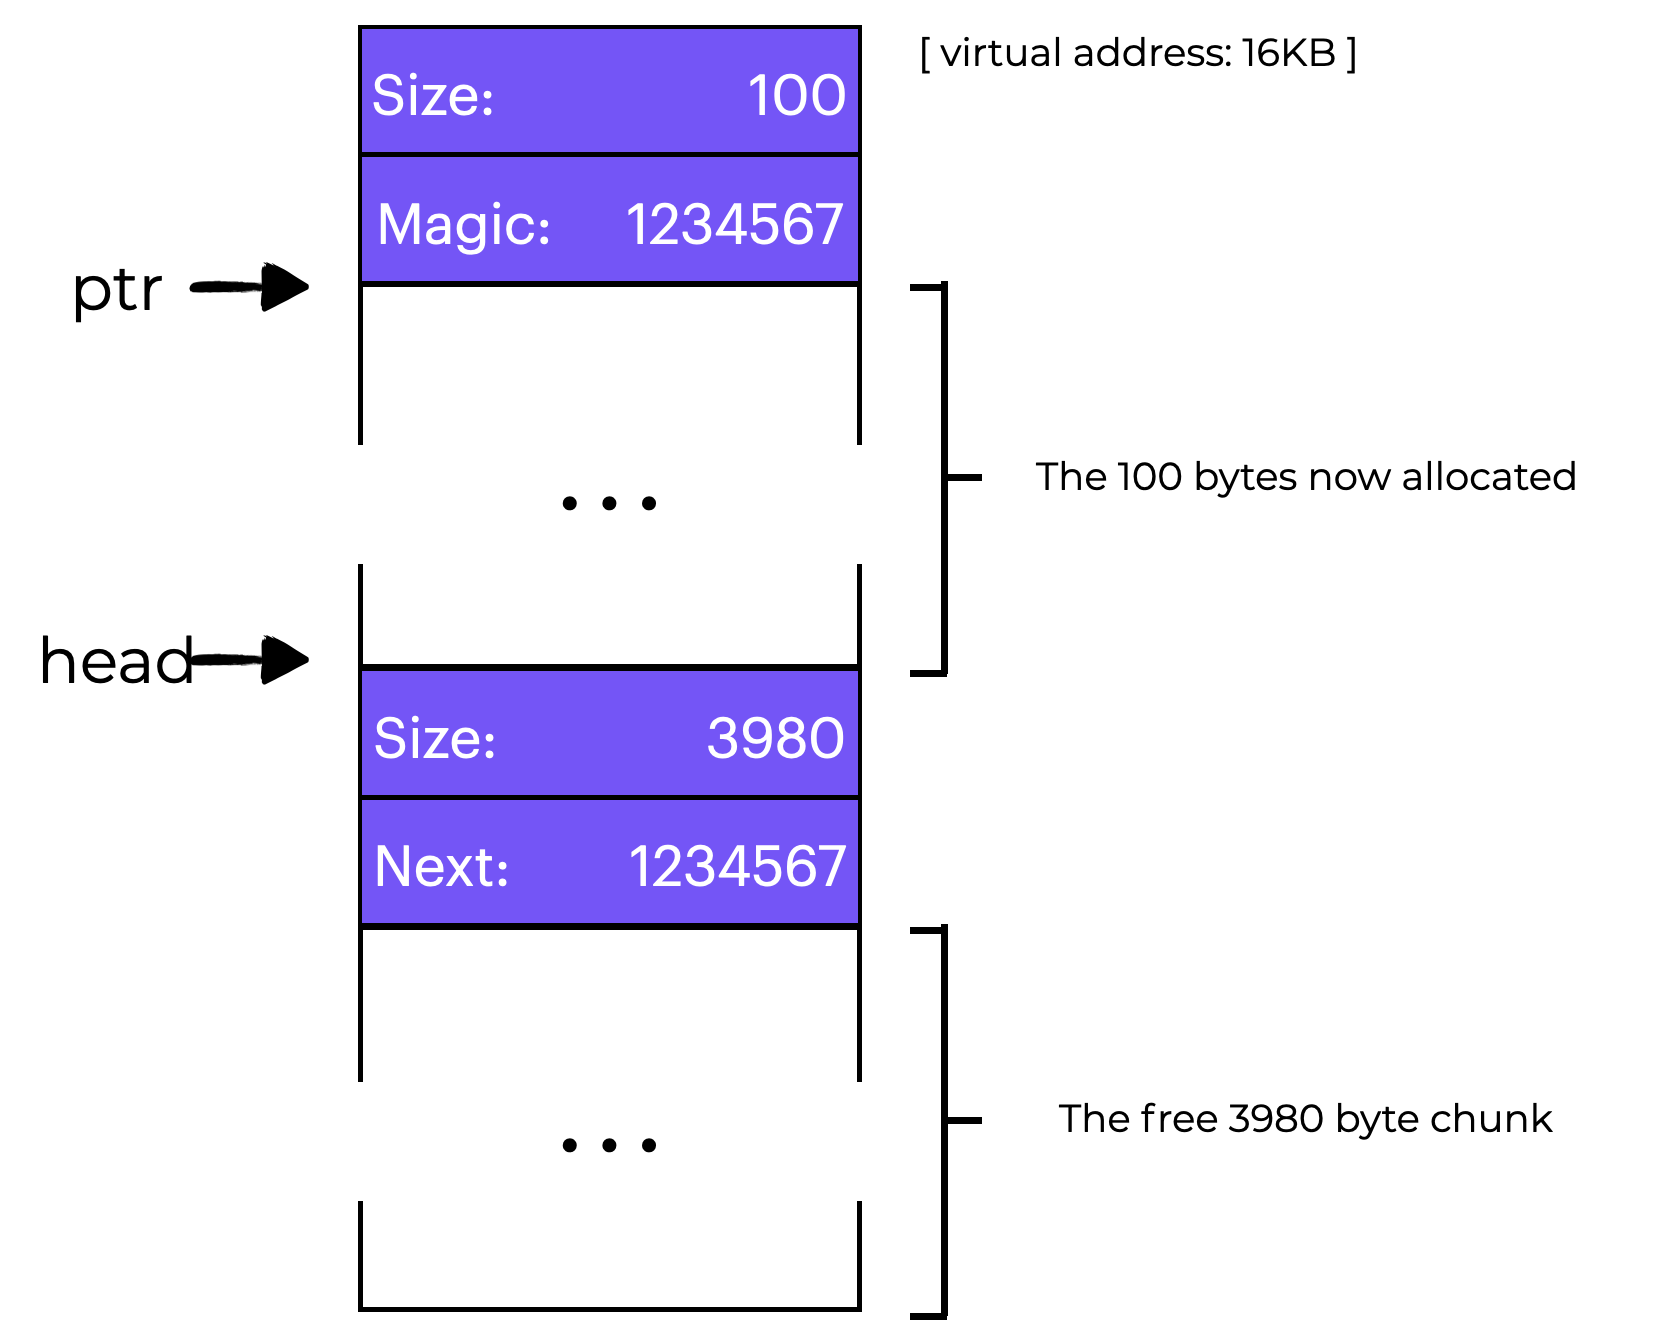 [ virtual address: 16KB ]
Size: 100
Magic: 1234567
ptr
The 100 bytes now allocated
head
Size: 3980
Next: 1234567
The free 3980 byte chunk